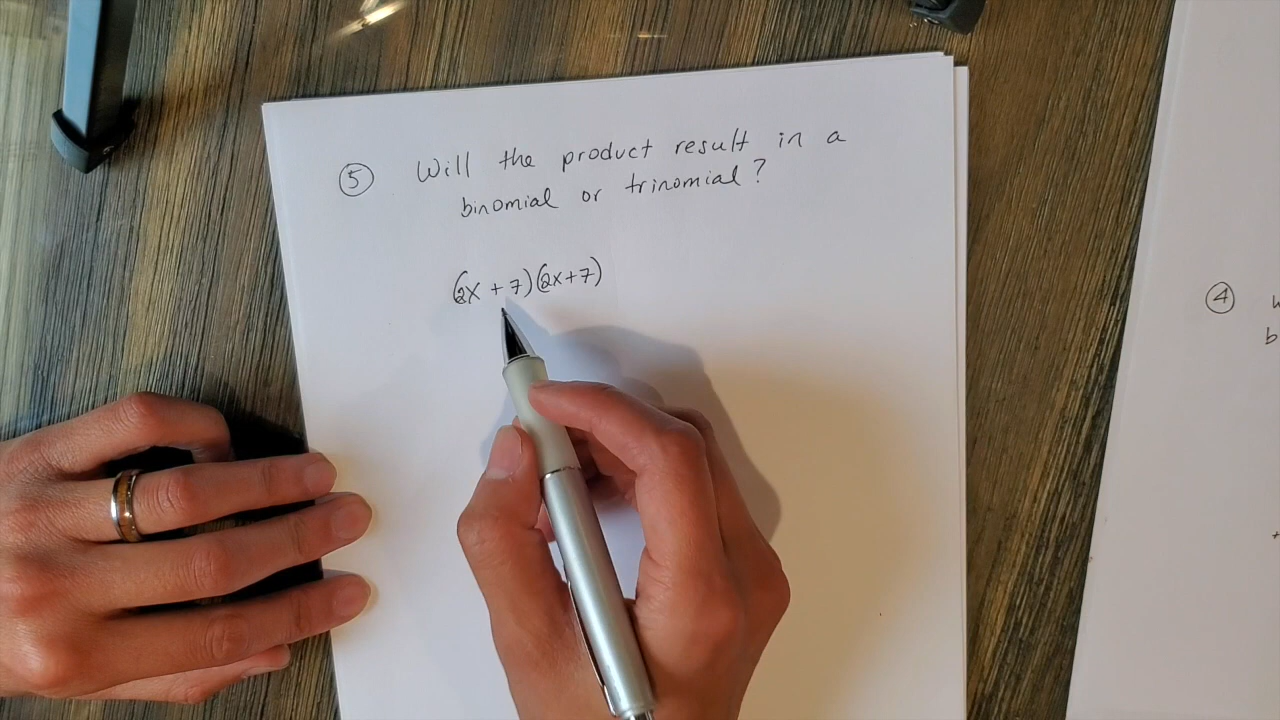 ⑤ Will the product result in a
binomial or trinomial?
(2x + 7)(2x+7)
④
b
+